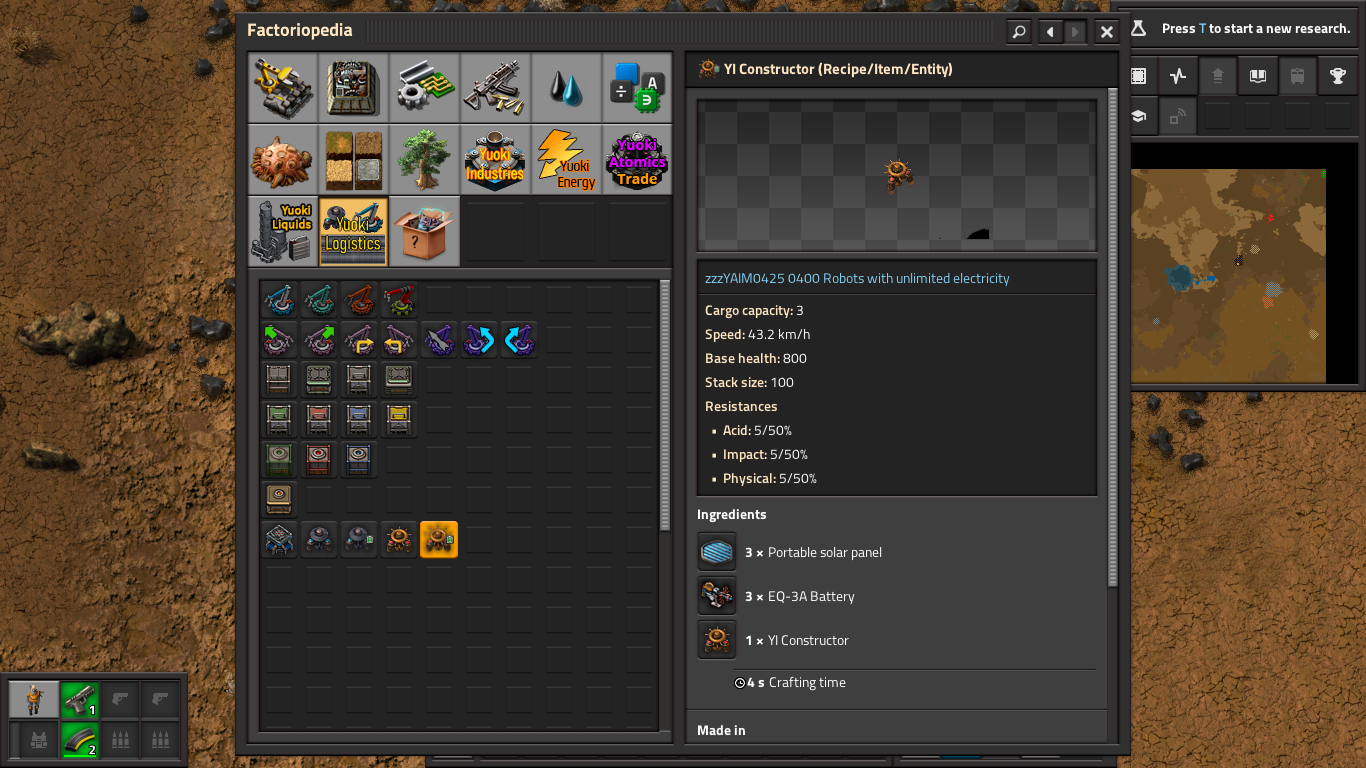 Factoriopedia
Press T to start a new research.
YI Constructor (Recipe/Item/Entity)
A
Yuoki
Industries
Yuoki
Energy
Yuoki
Atomics
Trade
Yuoki
Liquids
Yuoki
Logistics
?
zzzYAIM0425 0400 Robots with unlimited electricity
Cargo capacity: 3
Speed: 43.2 km/h
Base health: 800
Stack size: 100
Resistances
▪ Acid: 5/50%
▪ Impact: 5/50%
▪ Physical: 5/50%
Ingredients
3 × Portable solar panel
3 × EQ-3A Battery
1 × YI Constructor
4 s Crafting time
Made in
1
2